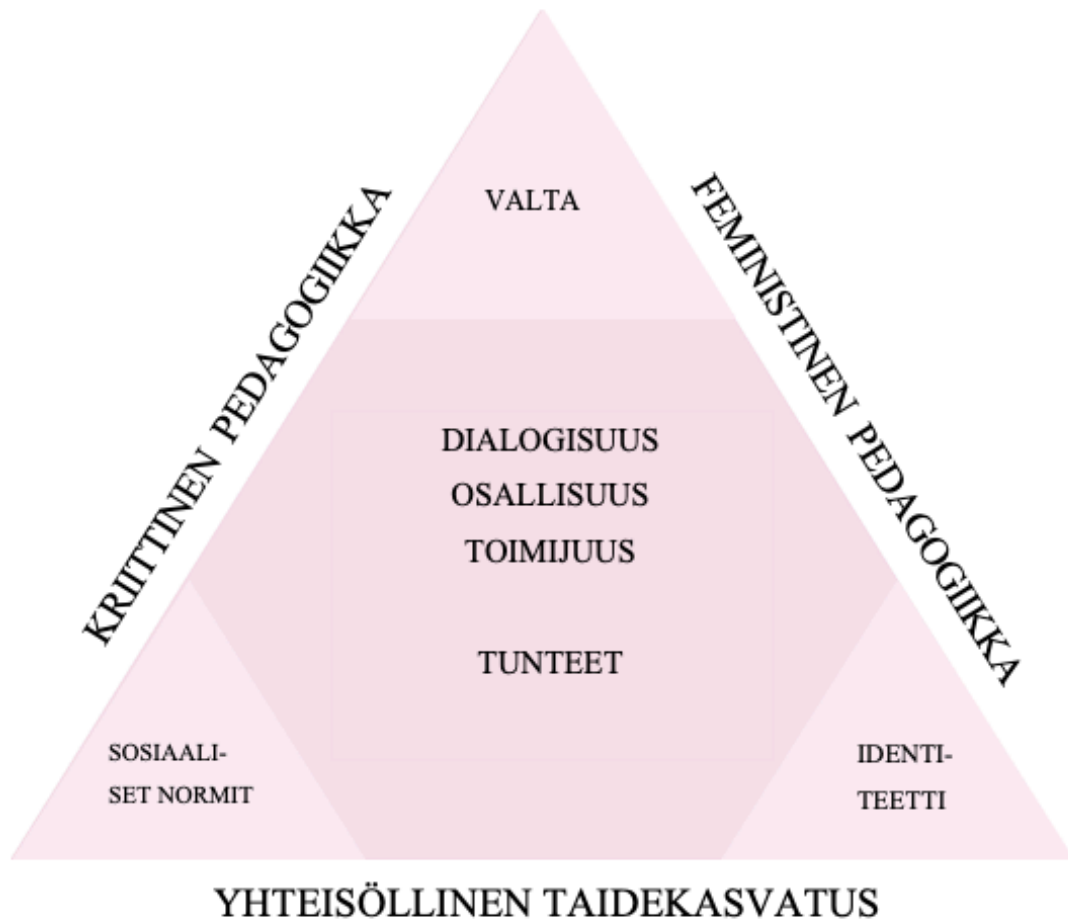 VALTA
KRIITTINEN PEDAGOGIIKKA
FEMINISTINEN PEDAGOGIIKKA
DIALOGISUUS
OSALLISUUS
TOIMIJUUS
TUNTEET
SOSIAALI-
SET NORMIT
IDENTI-
TEETTI
YHTEISÖLLINEN TAIDEKASVATUS